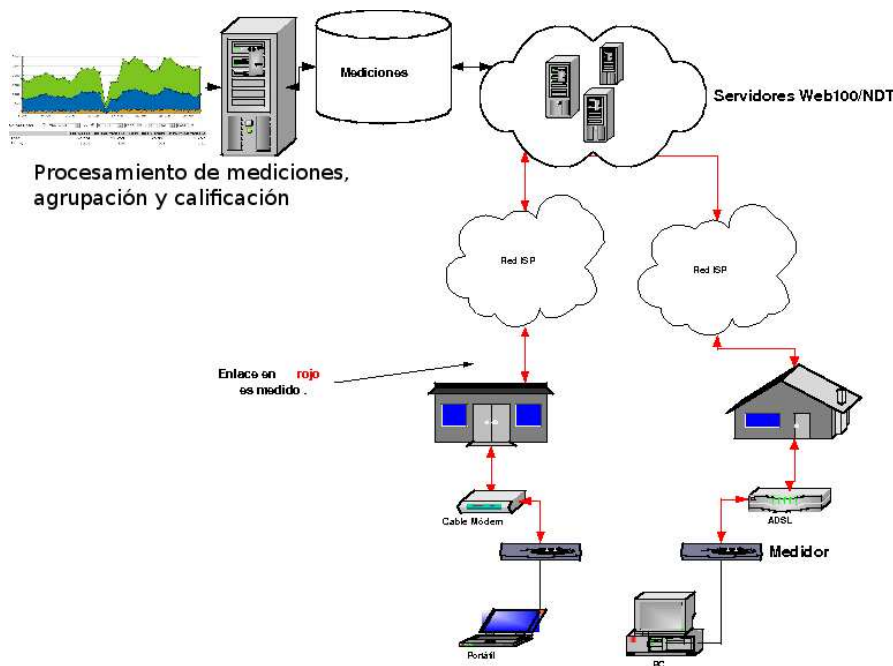 Mediciones
Servidores Web100/NDT
Procesamiento de mediciones,
agrupación y calificación
Red ISP
Red ISP
Enlace en rojo
es medido .
Cable Módem
ADSL
Medidor
Portátil
PC